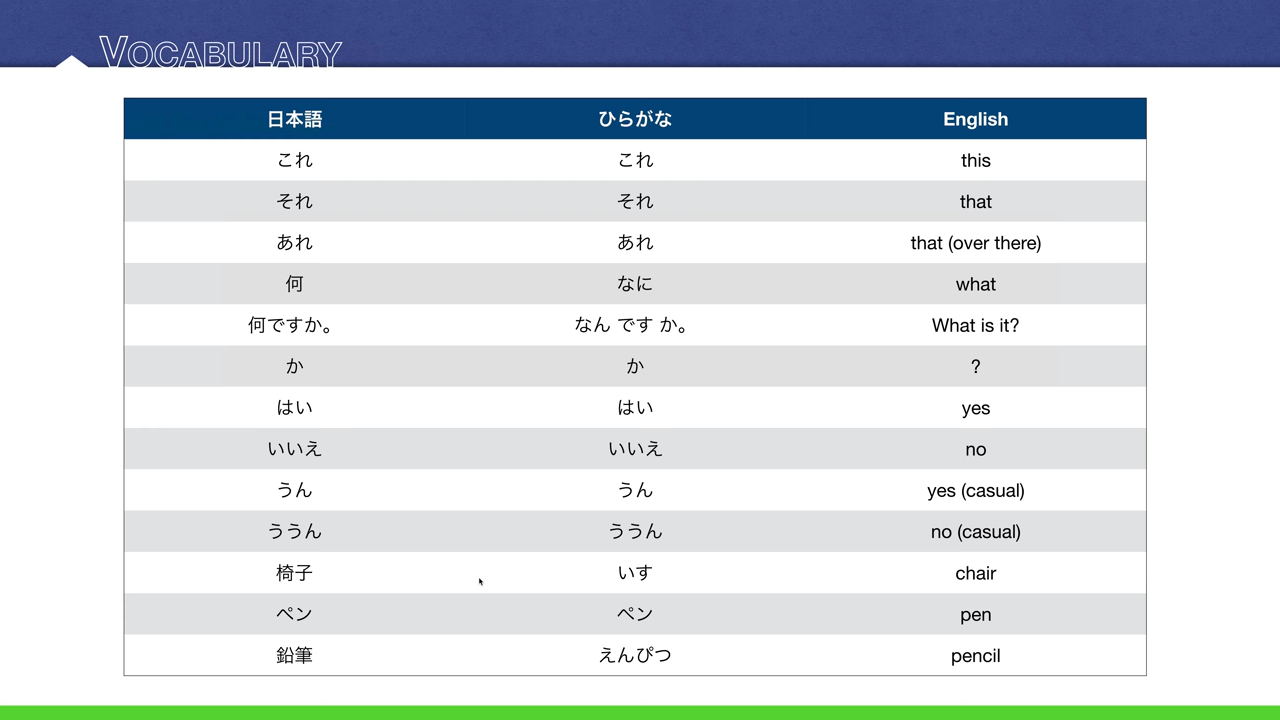 VOCABULARY
日本語 ひらがな English
これ これ this
それ それ that
あれ あれ that (over there)
何 なに what
何ですか。 なん です か。 What is it?
か か ?
はい はい yes
いいえ いいえ no
うん うん yes (casual)
ううん ううん no (casual)
椅子 いす chair
ペン ペン pen
鉛筆 えんぴつ pencil